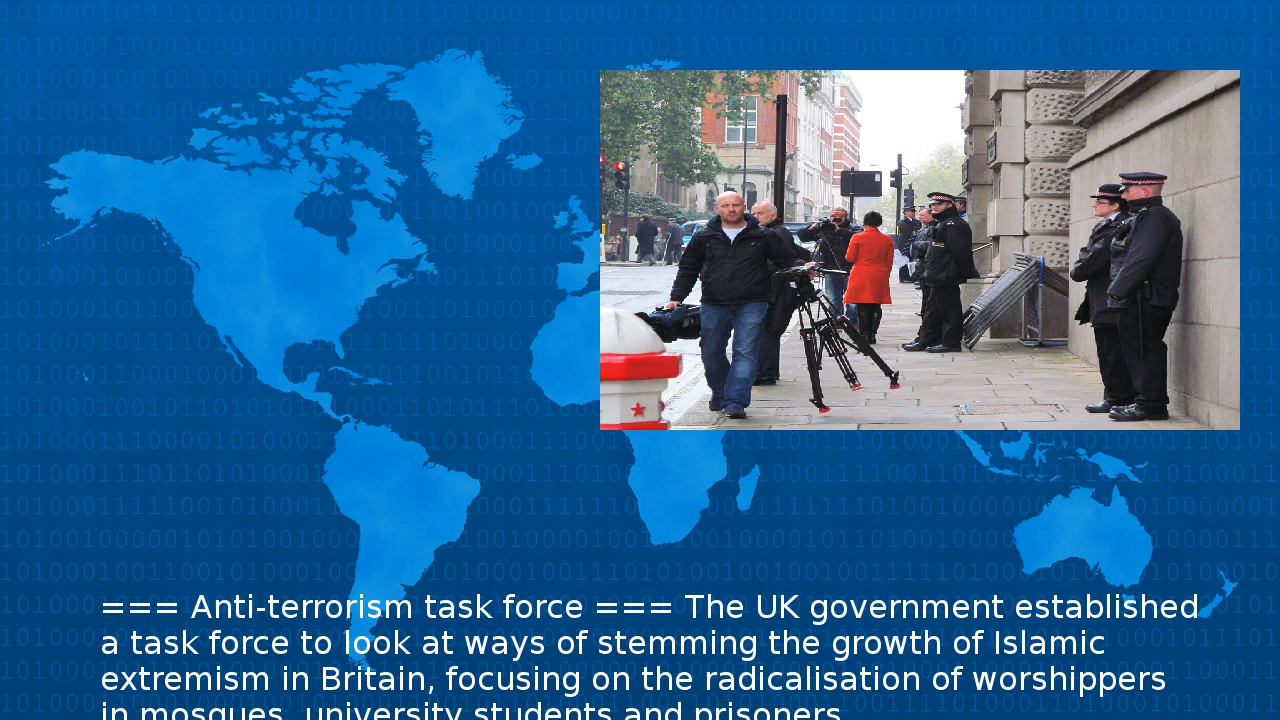 === Anti-terrorism task force === The UK government established
a task force to look at ways of stemming the growth of Islamic
extremism in Britain, focusing on the radicalisation of worshippers
in mosques, university students and prisoners.